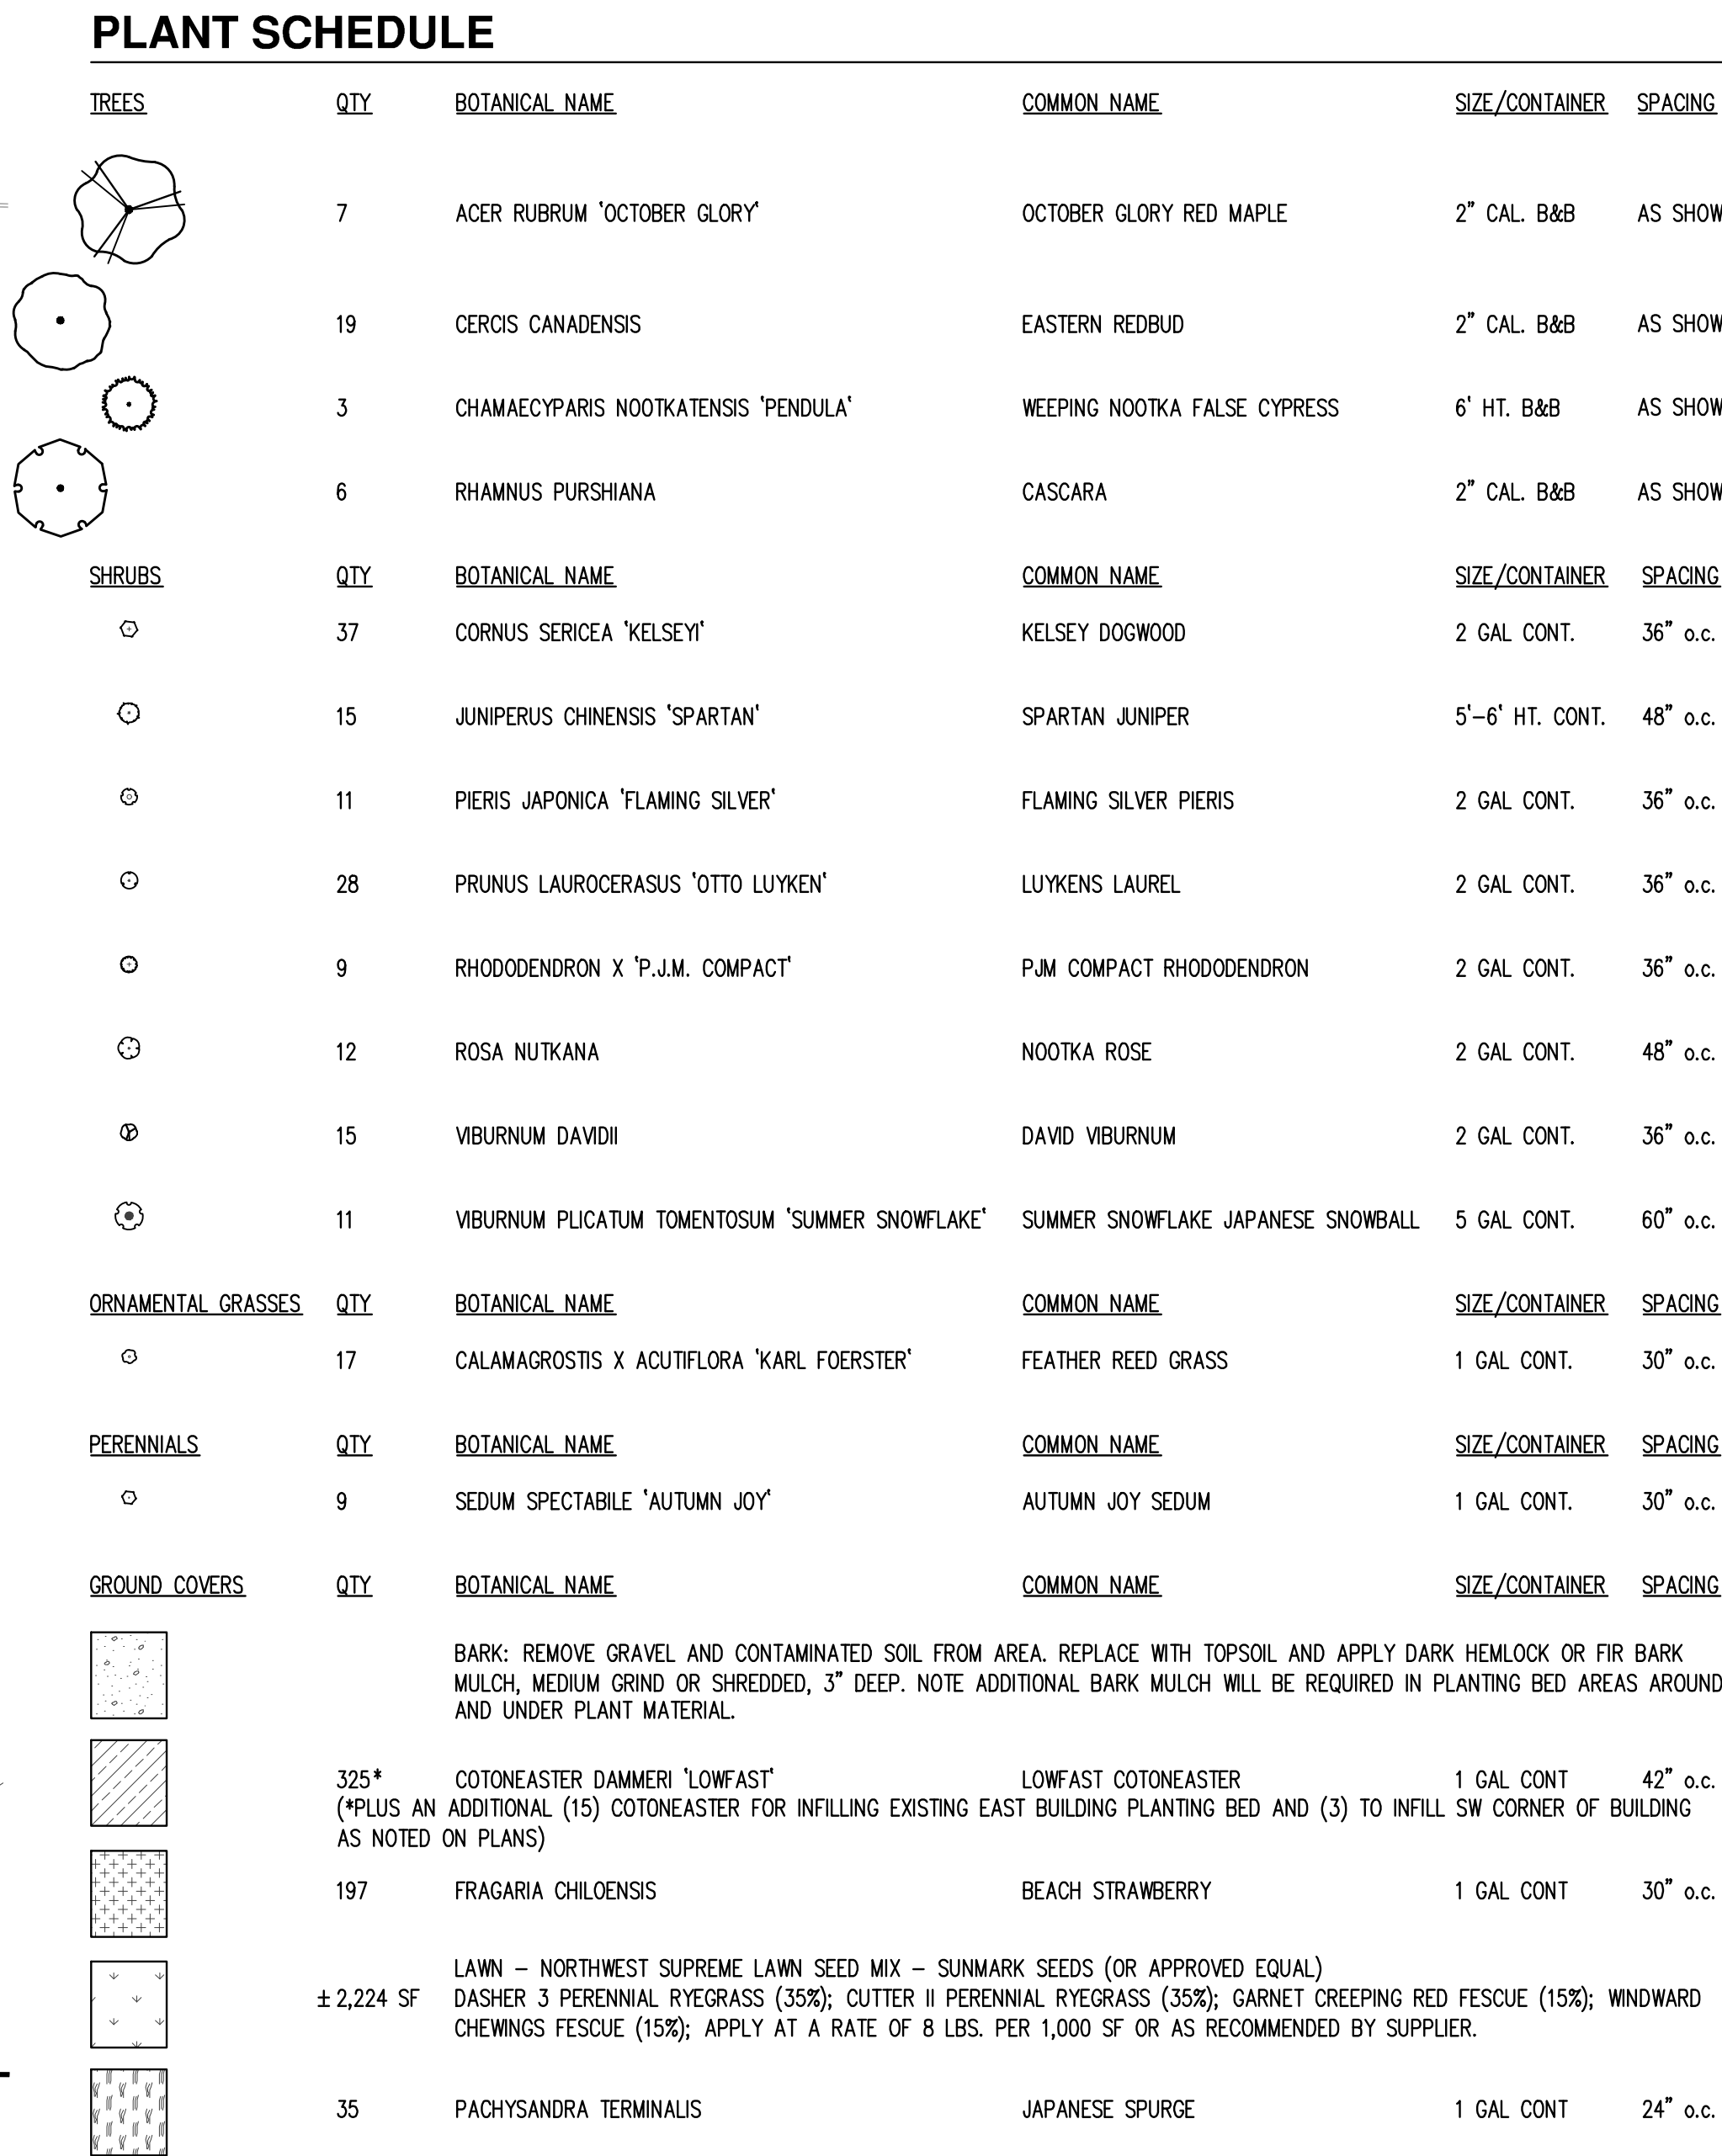 PLANT SCHEDULE
TREES QTY BOTANICAL NAME COMMON NAME SIZE/CONTAINER SPACING
7 ACER RUBRUM 'OCTOBER GLORY' OCTOBER GLORY RED MAPLE 2" CAL. B&B AS SHOW
19 CERCIS CANADENSIS EASTERN REDBUD 2" CAL. B&B AS SHOW
3 CHAMAECYPARIS NOOTKATENSIS 'PENDULA' WEEPING NOOTKA FALSE CYPRESS 6' HT. B&B AS SHOW
6 RHAMNUS PURSHIANA CASCARA 2" CAL. B&B AS SHOW
SHRUBS QTY BOTANICAL NAME COMMON NAME SIZE/CONTAINER SPACING
37 CORNUS SERICEA 'KELSEYI' KELSEY DOGWOOD 2 GAL CONT. 36" o.c.
15 JUNIPERUS CHINENSIS 'SPARTAN' SPARTAN JUNIPER 5'-6' HT. CONT. 48" o.c.
11 PIERIS JAPONICA 'FLAMING SILVER' FLAMING SILVER PIERIS 2 GAL CONT. 36" o.c.
28 PRUNUS LAUROCERASUS 'OTTO LUYKEN' LUYKENS LAUREL 2 GAL CONT. 36" o.c.
9 RHODODENDRON X 'P.J.M. COMPACT' PJM COMPACT RHODODENDRON 2 GAL CONT. 36" o.c.
12 ROSA NUTKANA NOOTKA ROSE 2 GAL CONT. 48" o.c.
15 VIBURNUM DAVIDII DAVID VIBURNUM 2 GAL CONT. 36" o.c.
11 VIBURNUM PLICATUM TOMENTOSUM 'SUMMER SNOWFLAKE' SUMMER SNOWFLAKE JAPANESE SNOWBALL 5 GAL CONT. 60" o.c.
ORNAMENTAL GRASSES QTY BOTANICAL NAME COMMON NAME SIZE/CONTAINER SPACING
17 CALAMAGROSTIS X ACUTIFLORA 'KARL FOERSTER' FEATHER REED GRASS 1 GAL CONT. 30" o.c.
PERENNIALS QTY BOTANICAL NAME COMMON NAME SIZE/CONTAINER SPACING
9 SEDUM SPECTABILE 'AUTUMN JOY' AUTUMN JOY SEDUM 1 GAL CONT. 30" o.c.
GROUND COVERS QTY BOTANICAL NAME COMMON NAME SIZE/CONTAINER SPACING
BARK: REMOVE GRAVEL AND CONTAMINATED SOIL FROM AREA. REPLACE WITH TOPSOIL AND APPLY DARK HEMLOCK OR FIR BARK
MULCH, MEDIUM GRIND OR SHREDDED, 3" DEEP. NOTE ADDITIONAL BARK MULCH WILL BE REQUIRED IN PLANTING BED AREAS AROUND
AND UNDER PLANT MATERIAL.
325* COTONEASTER DAMMERI 'LOWFAST' LOWFAST COTONEASTER 1 GAL CONT 42" o.c.
(*PLUS AN ADDITIONAL (15) COTONEASTER FOR INFILLING EXISTING EAST BUILDING PLANTING BED AND (3) TO INFILL SW CORNER OF BUILDING
AS NOTED ON PLANS)
197 FRAGARIA CHILOENSIS BEACH STRAWBERRY 1 GAL CONT 30" o.c.
LAWN – NORTHWEST SUPREME LAWN SEED MIX – SUNMARK SEEDS (OR APPROVED EQUAL)
± 2,224 SF DASHER 3 PERENNIAL RYEGRASS (35%); CUTTER II PERENNIAL RYEGRASS (35%); GARNET CREEPING RED FESCUE (15%); WINDWARD
CHEWINGS FESCUE (15%); APPLY AT A RATE OF 8 LBS. PER 1,000 SF OR AS RECOMMENDED BY SUPPLIER.
35 PACHYSANDRA TERMINALIS JAPANESE SPURGE 1 GAL CONT 24" o.c.